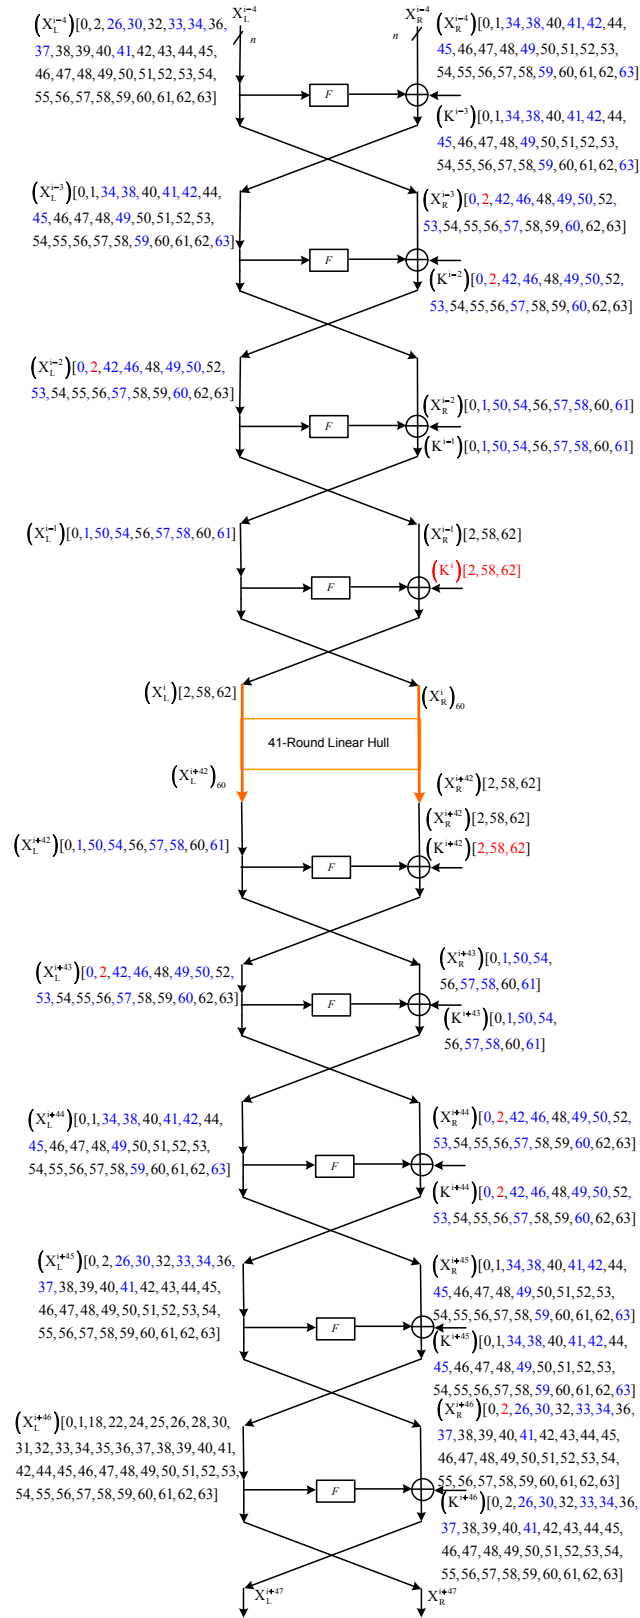 (X_L^{i-4})[0,2,26,30,32,33,34,36,
37,38,39,40,41,42,43,44,45,
46,47,48,49,50,51,52,53,54,
55,56,57,58,59,60,61,62,63]
X_L^{i-4}
n
X_R^{i-4}
n
(X_R^{i-4})[0,1,34,38,40,41,42,44,
45,46,47,48,49,50,51,52,53,
54,55,56,57,58,59,60,61,62,63]
F
(K^{i-3})[0,1,34,38,40,41,42,44,
45,46,47,48,49,50,51,52,53,
54,55,56,57,58,59,60,61,62,63]
(X_L^{i-3})[0,1,34,38,40,41,42,44,
45,46,47,48,49,50,51,52,53,
54,55,56,57,58,59,60,61,62,63]
(X_R^{i-3})[0,2,42,46,48,49,50,52,
53,54,55,56,57,58,59,60,62,63]
F
(K^{i-2})[0,2,42,46,48,49,50,52,
53,54,55,56,57,58,59,60,62,63]
(X_L^{i-2})[0,2,42,46,48,49,50,52,
53,54,55,56,57,58,59,60,62,63]
(X_R^{i-2})[0,1,50,54,56,57,58,60,61]
F
(K^{i-1})[0,1,50,54,56,57,58,60,61]
(X_L^{i-1})[0,1,50,54,56,57,58,60,61]
(X_R^{i-1})[2,58,62]
F
(K^i)[2,58,62]
(X_L^i)[2,58,62]
(X_R^i)_{60}
41-Round Linear Hull
(X_L^{i+42})_{60}
(X_R^{i+42})[2,58,62]
(X_R^{i+42})[2,58,62]
(X_L^{i+42})[0,1,50,54,56,57,58,60,61]
(K^{i+42})[2,58,62]
F
(X_L^{i+43})[0,2,42,46,48,49,50,52,
53,54,55,56,57,58,59,60,62,63]
(X_R^{i+43})[0,1,50,54,
56,57,58,60,61]
F
(K^{i+43})[0,1,50,54,
56,57,58,60,61]
(X_L^{i+44})[0,1,34,38,40,41,42,44,
45,46,47,48,49,50,51,52,53,
54,55,56,57,58,59,60,61,62,63]
(X_R^{i+44})[0,2,42,46,48,49,50,52,
53,54,55,56,57,58,59,60,62,63]
F
(K^{i+44})[0,2,42,46,48,49,50,52,
53,54,55,56,57,58,59,60,62,63]
(X_L^{i+45})[0,2,26,30,32,33,34,36,
37,38,39,40,41,42,43,44,45,
46,47,48,49,50,51,52,53,54,
55,56,57,58,59,60,61,62,63]
(X_R^{i+45})[0,1,34,38,40,41,42,44,
45,46,47,48,49,50,51,52,53,
54,55,56,57,58,59,60,61,62,63]
F
(K^{i+45})[0,1,34,38,40,41,42,44,
45,46,47,48,49,50,51,52,53,
54,55,56,57,58,59,60,61,62,63]
(X_L^{i+46})[0,1,18,22,24,25,26,28,30,
31,32,33,34,35,36,37,38,39,40,41,
42,44,45,46,47,48,49,50,51,52,53,
54,55,56,57,58,59,60,61,62,63]
(X_R^{i+46})[0,2,26,30,32,33,34,36,
37,38,39,40,41,42,43,44,45,
46,47,48,49,50,51,52,53,54,
55,56,57,58,59,60,61,62,63]
F
(K^{i+46})[0,2,26,30,32,33,34,36,
37,38,39,40,41,42,43,44,45,
46,47,48,49,50,51,52,53,54,
55,56,57,58,59,60,61,62,63]
X_L^{i+47}
X_R^{i+47}